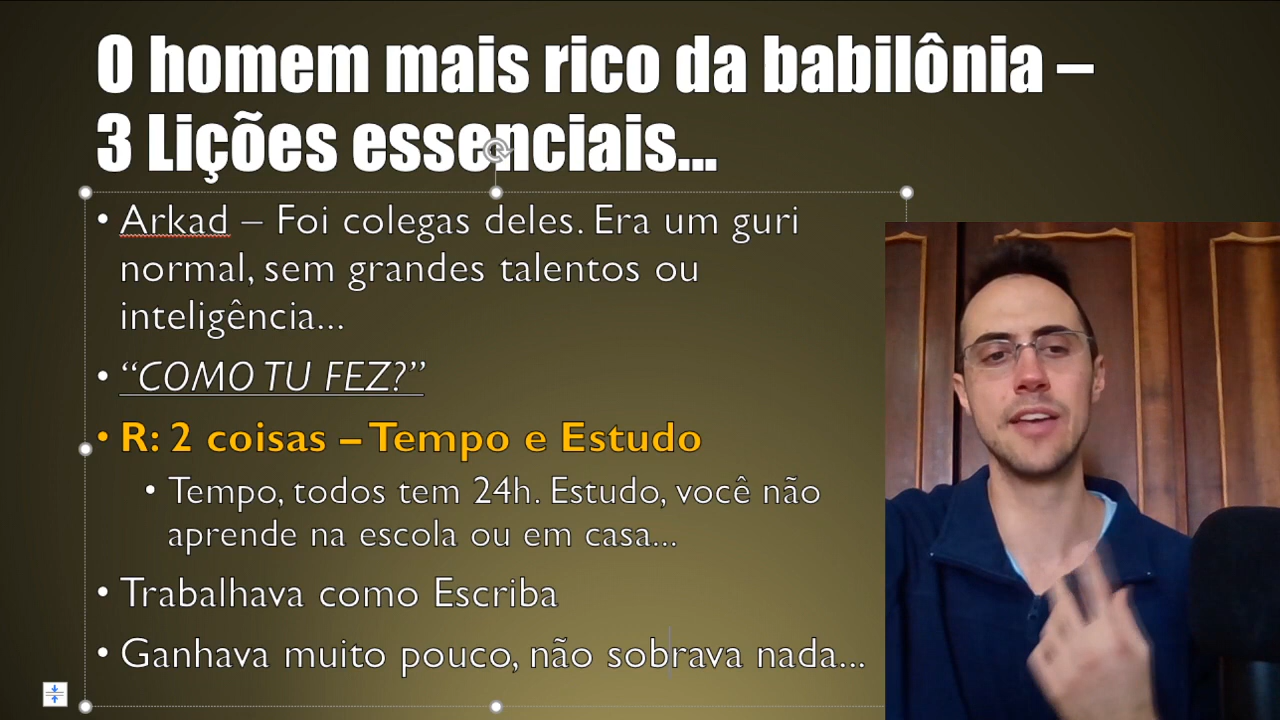 O homem mais rico da babilônia –
3 Lições essenciais...
• Arkad – Foi colegas deles. Era um guri
normal, sem grandes talentos ou
inteligência...
• “COMO TU FEZ?”
• R: 2 coisas – Tempo e Estudo
• Tempo, todos tem 24h. Estudo, você não
aprende na escola ou em casa...
• Trabalhava como Escriba
• Ganhava muito pouco, não sobrava nada...